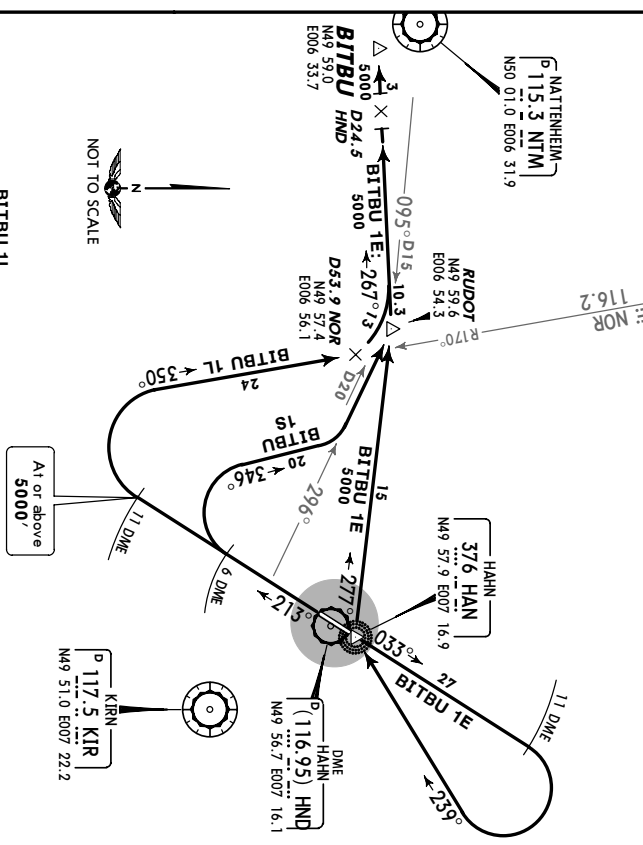 NATTENHEIM
D 115.3 NTM
N50 01.0 E006 31.9
BITBU
N49 59.0
E006 33.7
3
5000
D24.5
HND
BITBU 1E:
5000
267°
13
095° D15
10.3
RUDOT
N49 59.6
E006 54.3
116.2
NOR
R170°
D53.9 NOR
N49 57.4
E006 56.1
NOT TO SCALE
N
BITBU 1L
350°
24
BITBU
1S
20
346°
D20
296°
BITBU 1E
5000
15
277°
At or above
5000'
11 DME
6 DME
213°
HAHN
376 HAN
N49 57.9 E007 16.9
033°
27
BITBU 1E
11 DME
239°
DME
HAHN
D (116.95) HND
N49 56.7 E007 16.1
KIRN
D 117.5 KIR
N49 51.0 E007 22.2
BITBU 1L